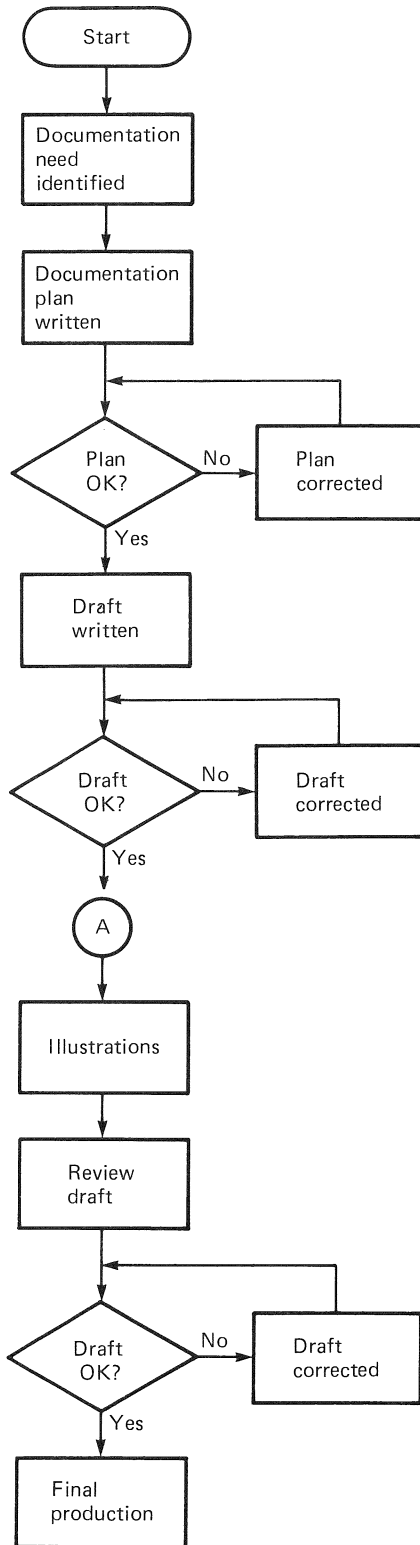 Start
Documentation
need
identified
Documentation
plan
written
Plan
OK?
No
Plan
corrected
Yes
Draft
written
Draft
OK?
No
Draft
corrected
Yes
A
Illustrations
Review
draft
Draft
OK?
No
Draft
corrected
Yes
Final
production